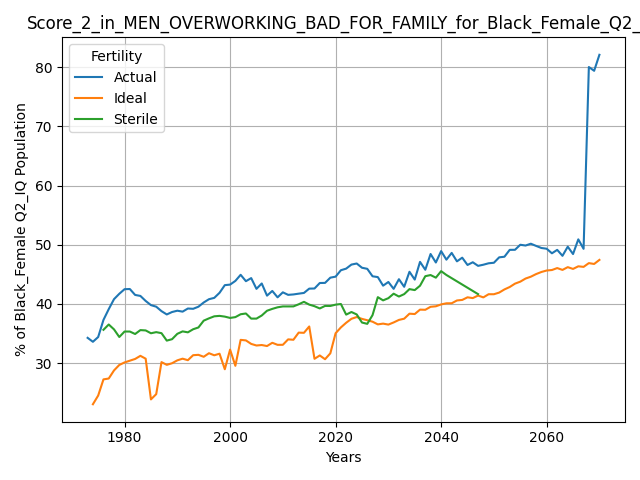 Score_2_in_MEN_OVERWORKING_BAD_FOR_FAMILY_for_Black_Female_Q2_
Fertility
Actual
Ideal
Sterile
% of Black_Female Q2_IQ Population
80
70
60
50
40
30
1980 2000 2020 2040 2060
Years